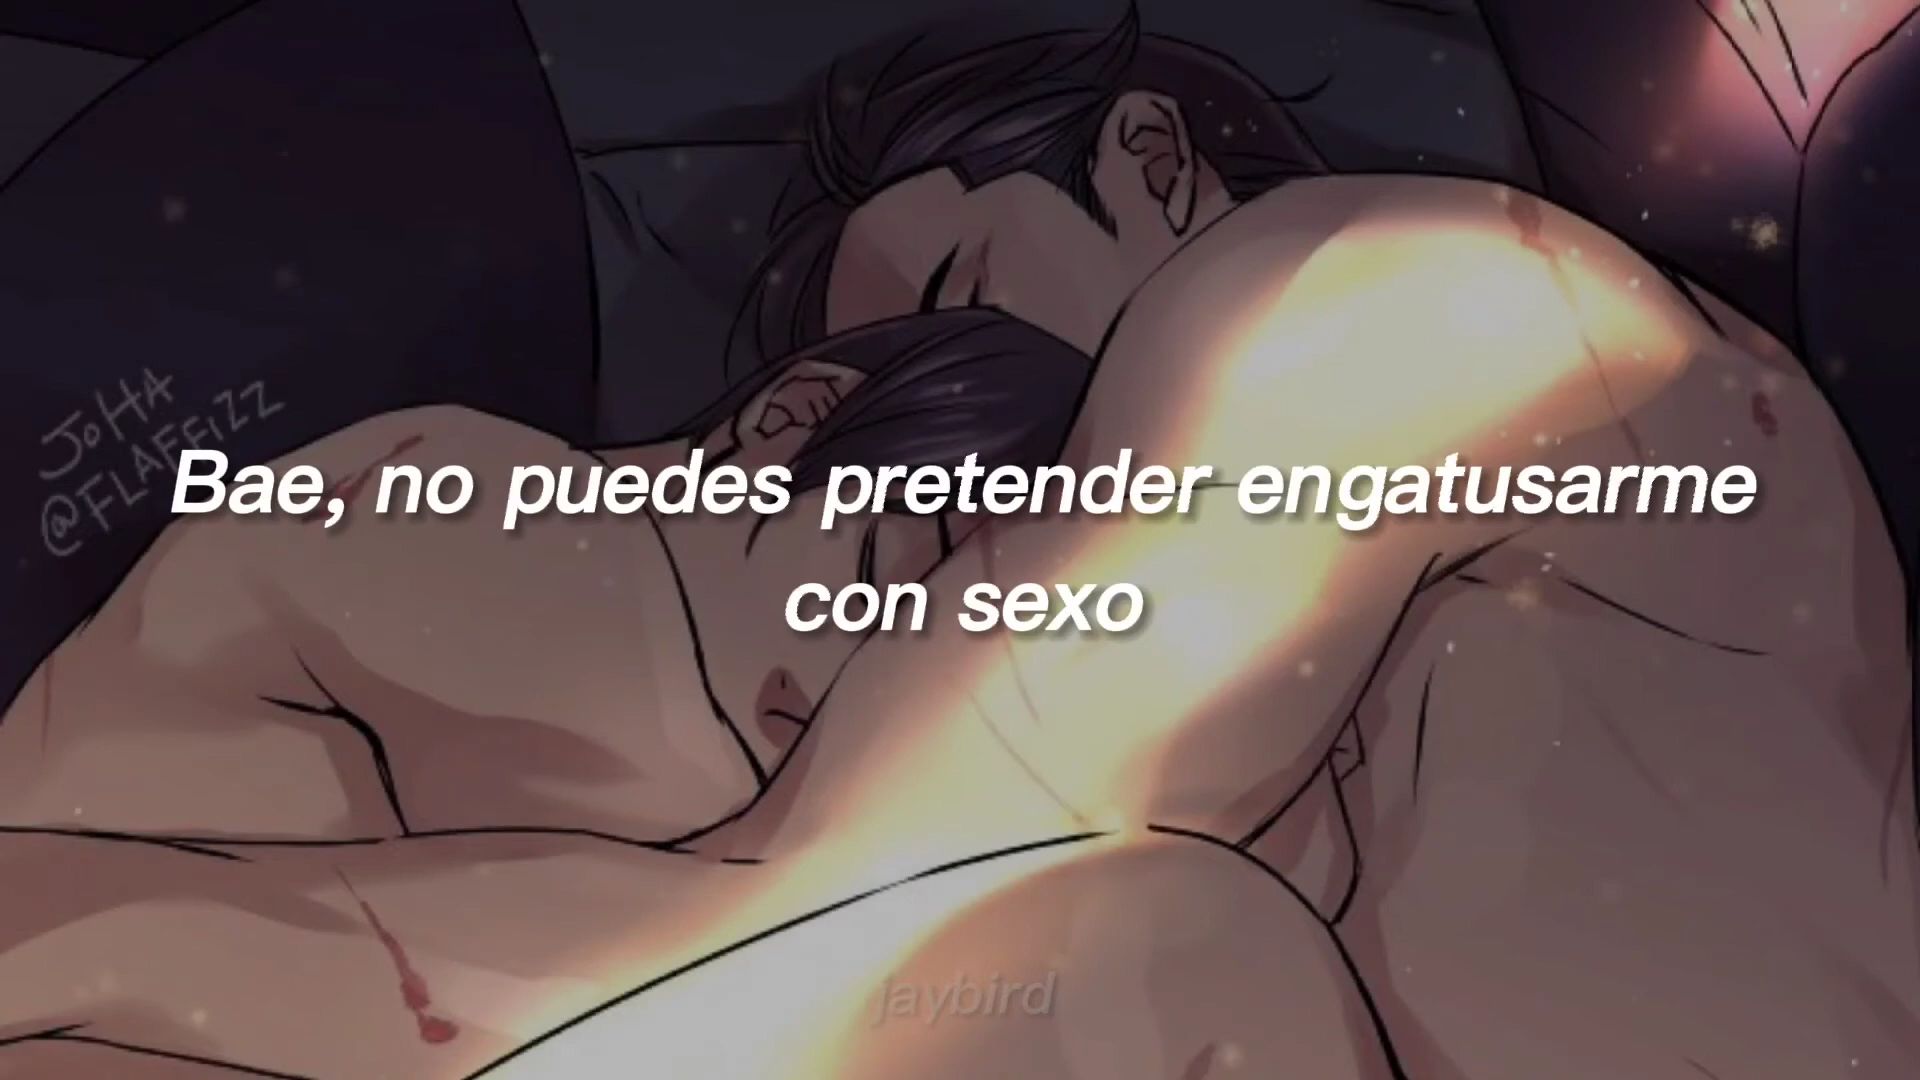 JOHA
@FLAFFIZZ
Bae, no puedes pretender engatusarme
con sexo
jaybird